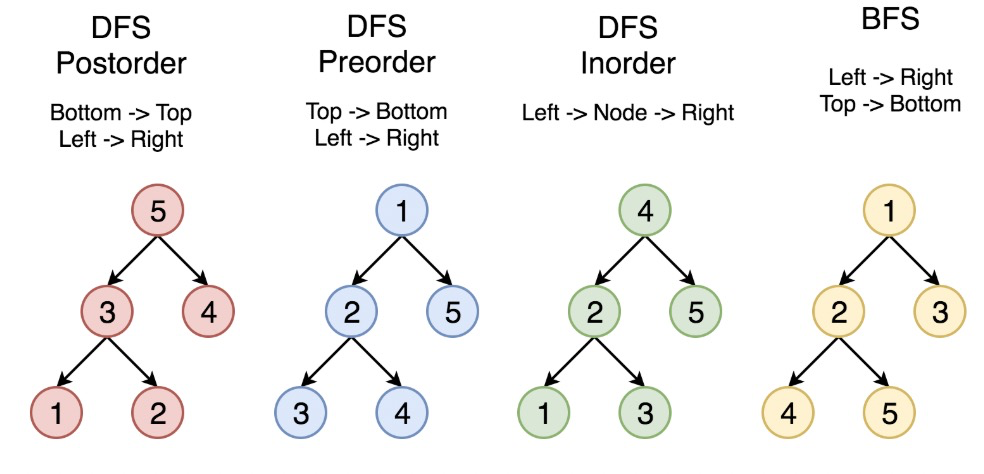 DFS
Postorder
Bottom -> Top
Left -> Right
5
3
4
1
2
DFS
Preorder
Top -> Bottom
Left -> Right
1
2
5
3
4
DFS
Inorder
Left -> Node -> Right
4
2
5
1
3
BFS
Left -> Right
Top -> Bottom
1
2
3
4
5